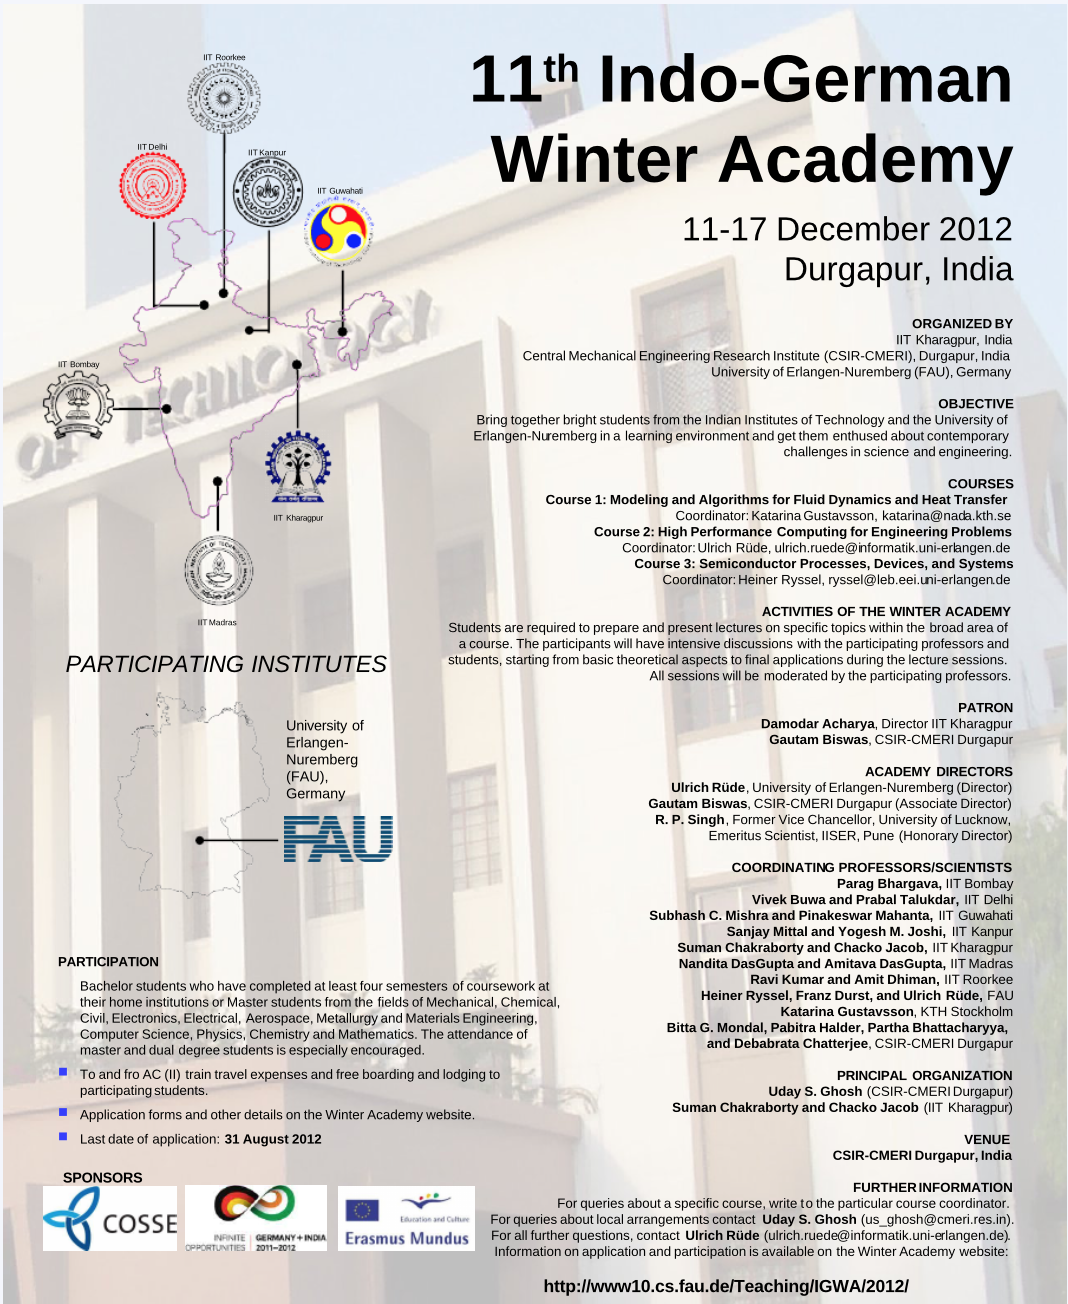 11th Indo-German
Winter Academy
11-17 December 2012
Durgapur, India
IIT Roorkee
IIT Delhi
IIT Kanpur
IIT Guwahati
IIT Bombay
IIT Kharagpur
IIT Madras
OF TECHNOLOGY
PARTICIPATING INSTITUTES
University of
Erlangen-
Nuremberg
(FAU),
Germany
FAU
ORGANIZED BY
IIT Kharagpur, India
Central Mechanical Engineering Research Institute (CSIR-CMERI), Durgapur, India
University of Erlangen-Nuremberg (FAU), Germany
OBJECTIVE
Bring together bright students from the Indian Institutes of Technology and the University of
Erlangen-Nuremberg in a learning environment and get them enthused about contemporary
challenges in science and engineering.
COURSES
Course 1: Modeling and Algorithms for Fluid Dynamics and Heat Transfer
Coordinator: Katarina Gustavsson, katarina@nada.kth.se
Course 2: High Performance Computing for Engineering Problems
Coordinator: Ulrich Rüde, ulrich.ruede@informatik.uni-erlangen.de
Course 3: Semiconductor Processes, Devices, and Systems
Coordinator: Heiner Ryssel, ryssel@leb.eei.uni-erlangen.de
ACTIVITIES OF THE WINTER ACADEMY
Students are required to prepare and present lectures on specific topics within the broad area of
a course. The participants will have intensive discussions with the participating professors and
students, starting from basic theoretical aspects to final applications during the lecture sessions.
All sessions will be moderated by the participating professors.
PATRON
Damodar Acharya, Director IIT Kharagpur
Gautam Biswas, CSIR-CMERI Durgapur
ACADEMY DIRECTORS
Ulrich Rüde, University of Erlangen-Nuremberg (Director)
Gautam Biswas, CSIR-CMERI Durgapur (Associate Director)
R. P. Singh, Former Vice Chancellor, University of Lucknow,
Emeritus Scientist, IISER, Pune (Honorary Director)
COORDINATING PROFESSORS/SCIENTISTS
Parag Bhargava, IIT Bombay
Vivek Buwa and Prabal Talukdar, IIT Delhi
Subhash C. Mishra and Pinakeswar Mahanta, IIT Guwahati
Sanjay Mittal and Yogesh M. Joshi, IIT Kanpur
Suman Chakraborty and Chacko Jacob, IIT Kharagpur
Nandita DasGupta and Amitava DasGupta, IIT Madras
Ravi Kumar and Amit Dhiman, IIT Roorkee
Heiner Ryssel, Franz Durst, and Ulrich Rüde, FAU
Katarina Gustavsson, KTH Stockholm
Bitta G. Mondal, Pabitra Halder, Partha Bhattacharyya,
and Debabrata Chatterjee, CSIR-CMERI Durgapur
PRINCIPAL ORGANIZATION
Uday S. Ghosh (CSIR-CMERI Durgapur)
Suman Chakraborty and Chacko Jacob (IIT Kharagpur)
VENUE
CSIR-CMERI Durgapur, India
FURTHER INFORMATION
For queries about a specific course, write to the particular course coordinator.
For queries about local arrangements contact Uday S. Ghosh (us_ghosh@cmeri.res.in).
For all further questions, contact Ulrich Rüde (ulrich.ruede@informatik.uni-erlangen.de).
Information on application and participation is available on the Winter Academy website:
http://www10.cs.fau.de/Teaching/IGWA/2012/
PARTICIPATION
Bachelor students who have completed at least four semesters of coursework at
their home institutions or Master students from the fields of Mechanical, Chemical,
Civil, Electronics, Electrical, Aerospace, Metallurgy and Materials Engineering,
Computer Science, Physics, Chemistry and Mathematics. The attendance of
master and dual degree students is especially encouraged.
To and fro AC (II) train travel expenses and free boarding and lodging to
participating students.
Application forms and other details on the Winter Academy website.
Last date of application: 31 August 2012
SPONSORS
COSSE
INFINITE | GERMANY + INDIA
OPPORTUNITIES | 2011–2012
Education and Culture
Erasmus Mundus